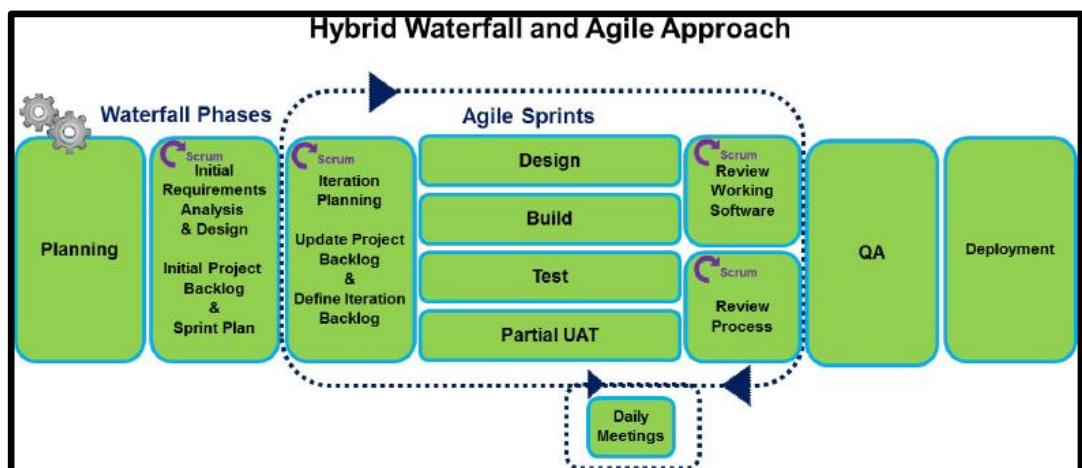 Hybrid Waterfall and Agile Approach
Waterfall Phases
Agile Sprints
Planning
Scrum
Initial
Requirements
Analysis
& Design
Initial Project
Backlog
&
Sprint Plan
Scrum
Iteration
Planning
Update Project
Backlog
&
Define Iteration
Backlog
Design
Build
Test
Partial UAT
Scrum
Review
Working
Software
Scrum
Review
Process
QA
Deployment
Daily
Meetings